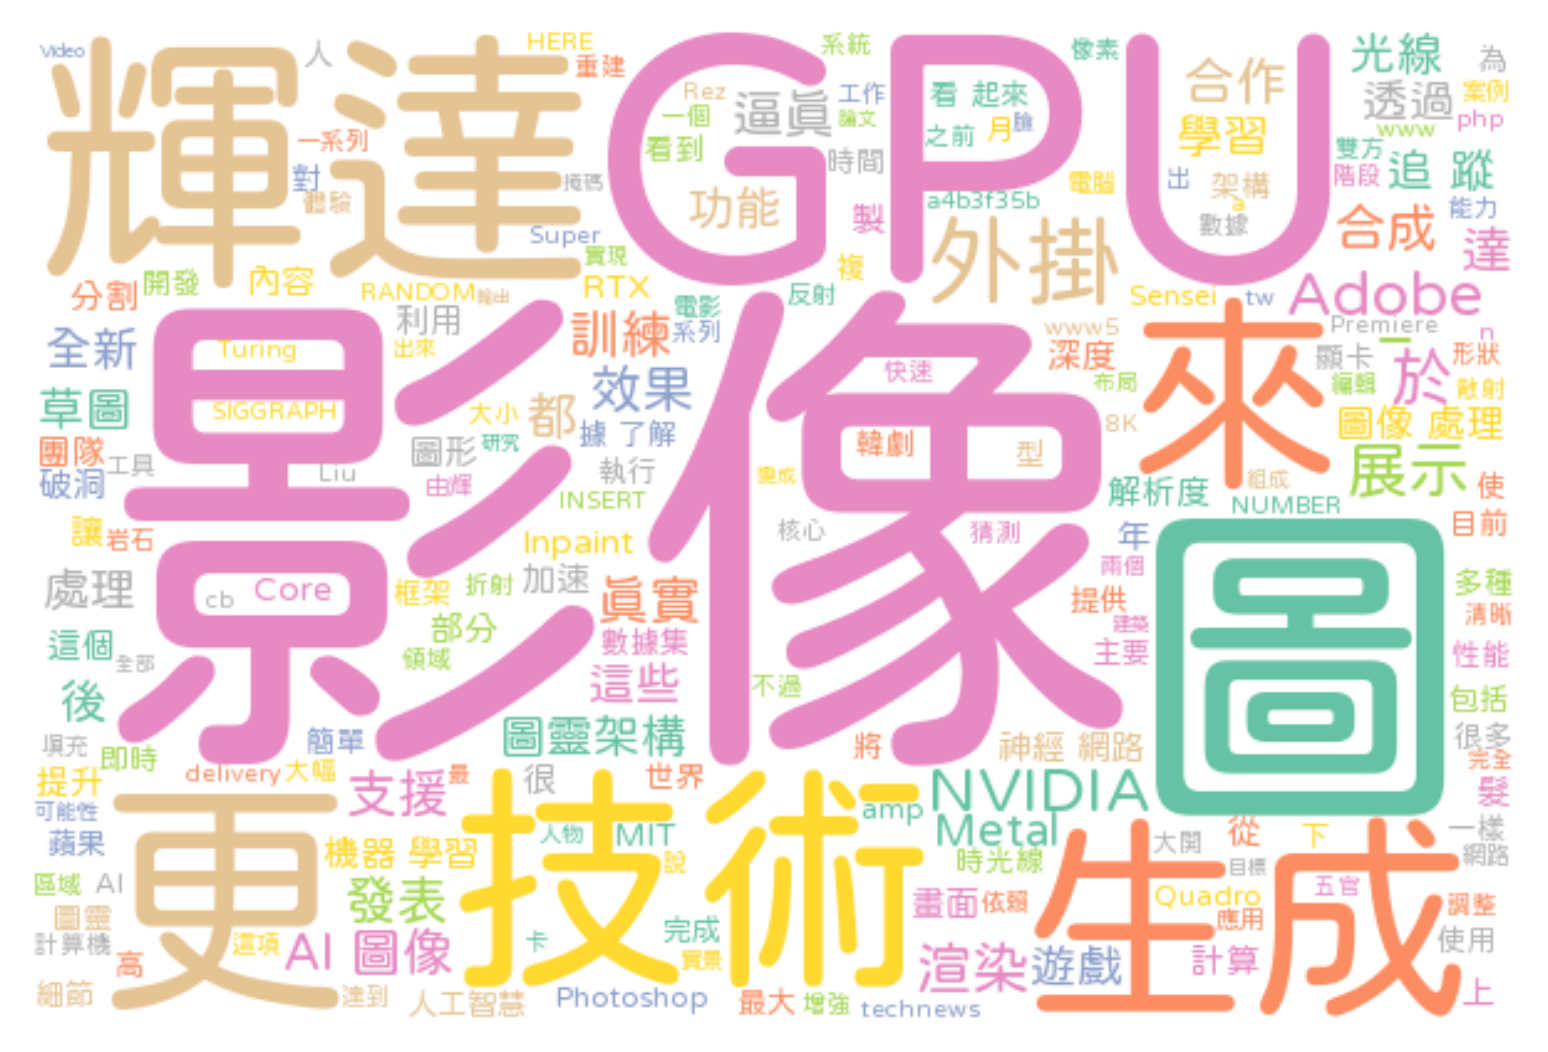 Video
輝達
人
HERE
重建
GPU
系統
像素
光線
為
Rez
一個
逼真
工作
論文
看 起來
合作
透過
案例
www
php
一系列
看到
時間
之前
月
臉
學習
雙方
對
體驗
掩碼
功能
製
a4b3f35b
電腦
出
架構
a
階段
追 蹤
能力
Super
實現
外掛
數據
合成
達
分割
開發
內容
RANDOM
輸出
RTX
電影
複
反射
Sensei
tw
Adobe
全新
影像
利用
訓練
系列
www5
來
Premiere
n
Turing
出來
深度
顯卡
於
形狀
草圖
SIGGRAPH
大小
都
效果
快速
布局
編輯
散射
團隊
工具
圖形
研究
據 了解
韓劇
型
8K
圖像 處理
破洞
Liu
由輝
執行
變成
解析度
組成
展示
使
讓
岩石
INSERT
核心
猜測
年
NUMBER
目前
Inpaint
兩個
圖
處理
cb
Core
框架
折射
加速
真實
提供
多種
清晰
這個
全部
部分
領域
數據集
建築
主要
性能
後
這些
不過
包括
填充
即時
簡單
圖靈架構
將
神經 網路
很多
完全
提升
delivery
大幅
支援
最
很
世界
NVIDIA
髮
可能性
更
技術
amp
Metal
生成
蘋果
機器 學習
人物
MIT
說
時光線
大開
從
下
一樣
網路
區域
AI
發表
畫面
依賴
目標
Quadro
五官
調整
圖靈
計算機
這項
AI 圖像
卡
完成
實景
應用
使用
高
渲染
遊戲
計算
細節
達到
人工智慧
Photoshop
最大
增強
technews
上